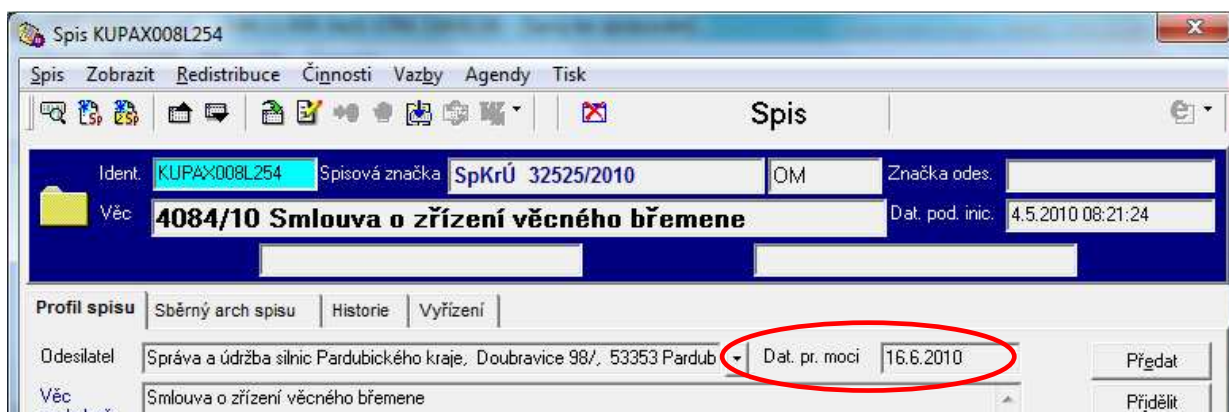 Spis KUPAX008L254
Spis Zobrazit Redistribuce Činnosti Vazby Agendy Tisk
Spis
Ident. KUPAX008L254 Spisová značka SpKrÚ 32525/2010 OM Značka odes.
Věc 4084/10 Smlouva o zřízení věcného břemene Dat. pod. inic. 4.5.2010 08:21:24
Profil spisu Sběrný arch spisu Historie Vyřízení
Odesilatel Správa a údržba silnic Pardubického kraje, Doubravice 98/, 53353 Pardub Dat. pr. moci 16.6.2010 Předat
Věc Smlouva o zřízení věcného břemene Přidělit